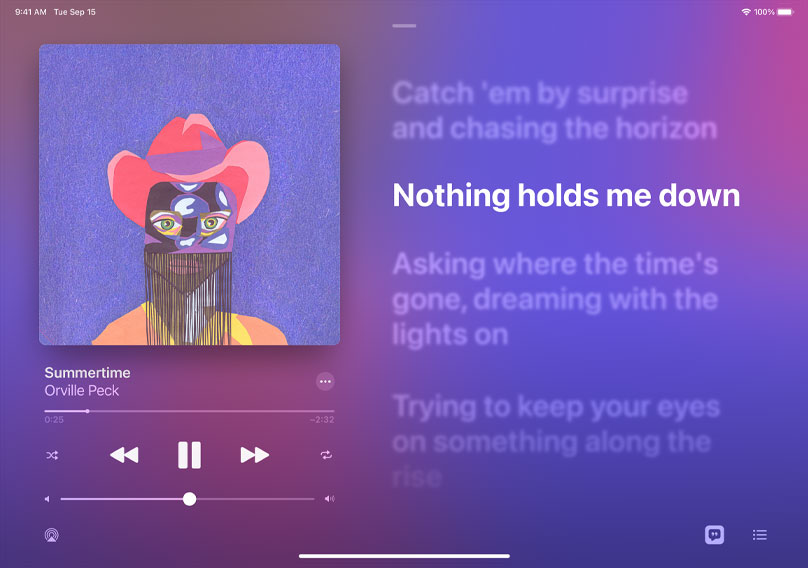 9:41 AM Tue Sep 15
100%
Catch 'em by surprise
and chasing the horizon
Nothing holds me down
Asking where the time's
gone, dreaming with the
lights on
Trying to keep your eyes
on something along the
rise
Summertime
Orville Peck
0:25
−2:32